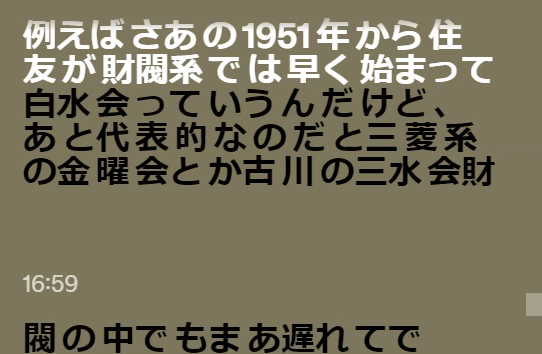 例えばさあの1951年から住
友が財閥系では早く始まって
白水会っていうんだけど、
あと代表的なのだと三菱系
の金曜会とか古川の三水会財
16:59
閥の中でもまあ遅れてで